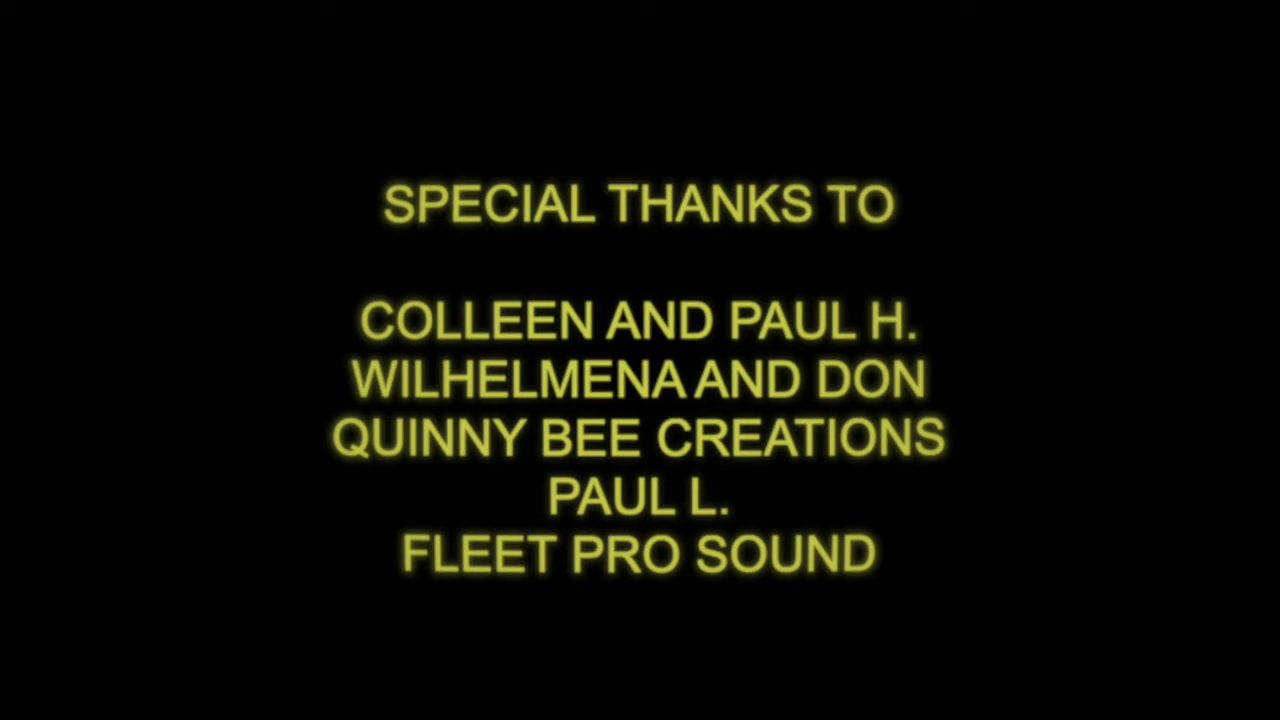 SPECIAL THANKS TO
COLLEEN AND PAUL H.
WILHELMENA AND DON
QUINNY BEE CREATIONS
PAUL L.
FLEET PRO SOUND